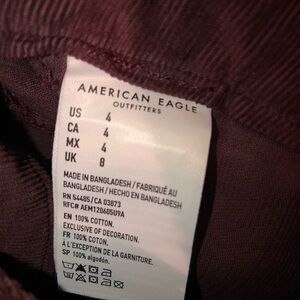 AMERICAN EAGLE
OUTFITTERS
US 4
CA 4
MX 4
UK 8
MADE IN BANGLADESH / FABRIQUÉ AU
BANGLADESH / HECHO EN BANGLADESH
RN 54485/CA 03873
RFC# AEM120605U9A
EN 100% COTTON.
EXCLUSIVE OF DECORATION.
FR 100% COTON.
À L'EXCEPTION DE LA GARNITURE.
SP 100% algodón.